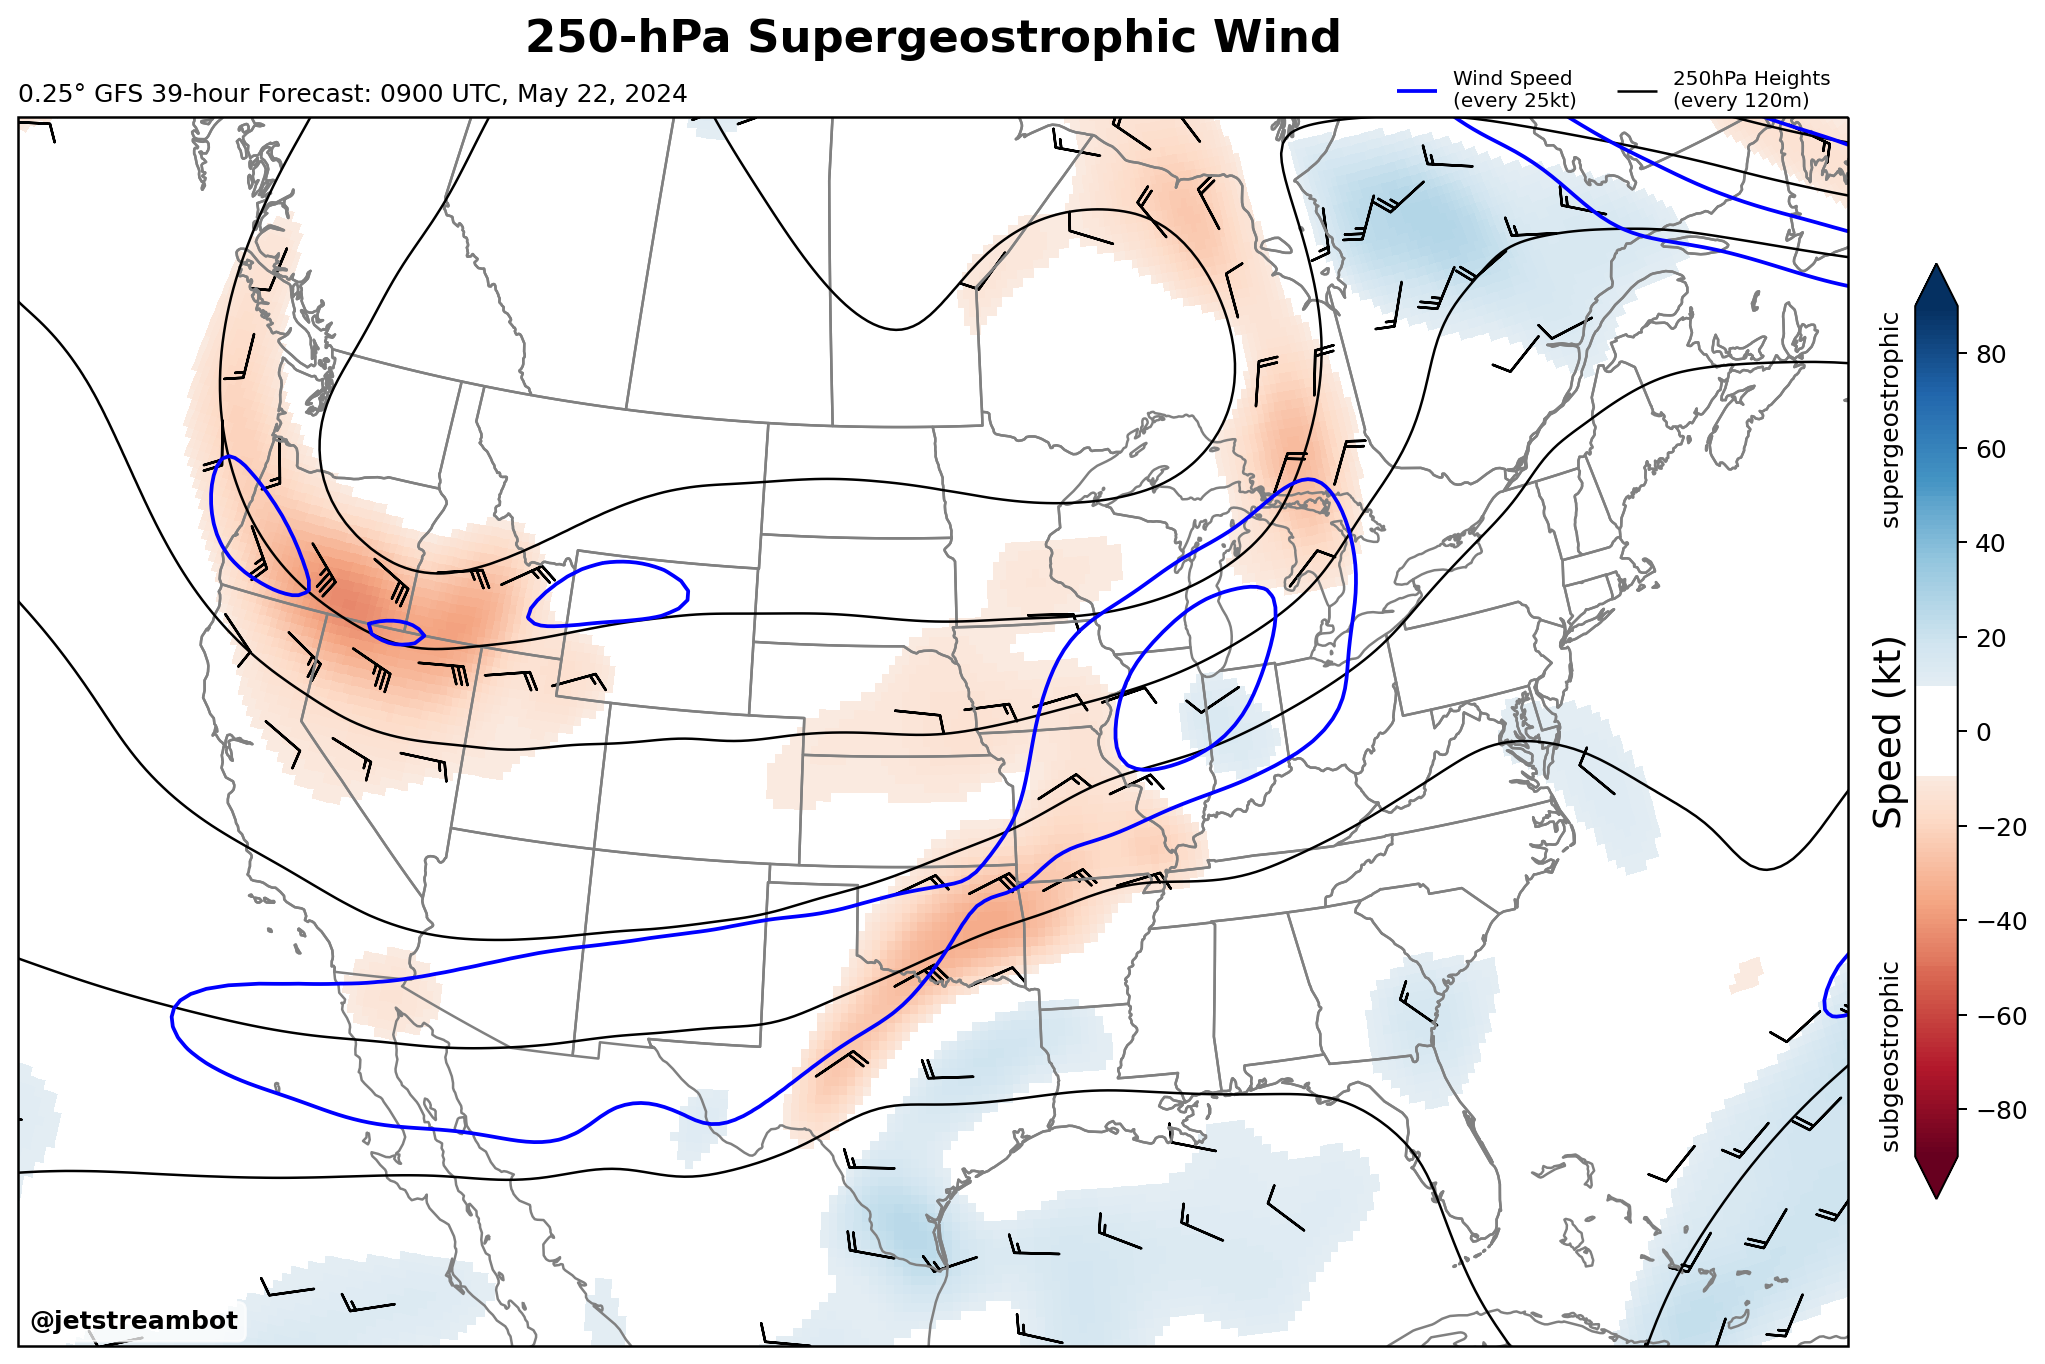 250-hPa Supergeostrophic Wind
0.25° GFS 39-hour Forecast: 0900 UTC, May 22, 2024
Wind Speed
(every 25kt)
250hPa Heights
(every 120m)
supergeostrophic
Speed (kt)
subgeostrophic
80
60
40
20
0
−20
−40
−60
−80
@jetstreambot